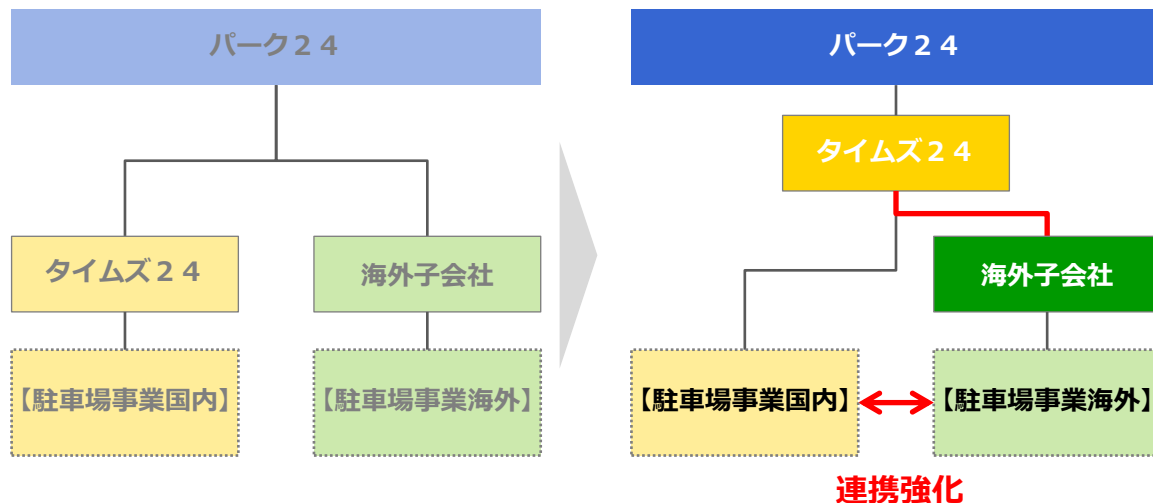 パーク２４
タイムズ２４
海外子会社
【駐車場事業国内】
【駐車場事業海外】
パーク２４
タイムズ２４
海外子会社
【駐車場事業国内】
【駐車場事業海外】
連携強化